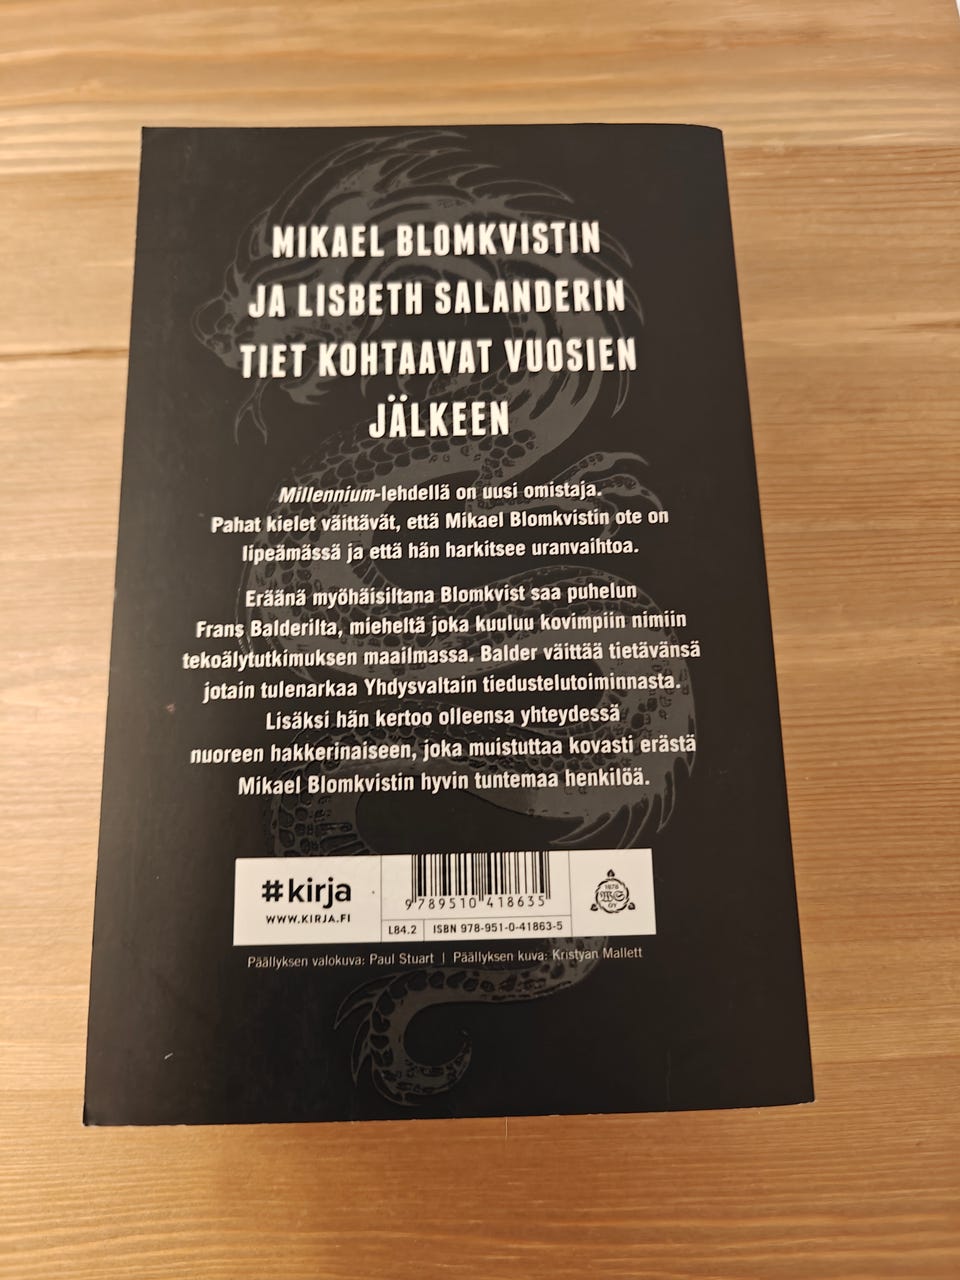 MIKAEL BLOMKVISTIN
JA LISBETH SALANDERIN
TIET KOHTAAVAT VUOSIEN
JÄLKEEN
Millennium-lehdellä on uusi omistaja.
Pahat kielet väittävät, että Mikael Blomkvistin ote on
lipeämässä ja että hän harkitsee uranvaihtoa.
Eräänä myöhäisiltana Blomkvist saa puhelun
Frans Balderilta, mieheltä joka kuuluu kovimpiin nimiin
tekoälytutkimuksen maailmassa. Balder väittää tietävänsä
jotain tulenarkaa Yhdysvaltain tiedustelutoiminnasta.
Lisäksi hän kertoo olleensa yhteydessä
nuoreen hakkerinaiseen, joka muistuttaa kovasti erästä
Mikael Blomkvistin hyvin tuntemaa henkilöä.
#kirja
WWW.KIRJA.FI
9 789510 418635
L84.2
ISBN 978-951-0-41863-5
1878
WS
OY
Päällyksen valokuva: Paul Stuart | Päällyksen kuva: Kristyan Mallett